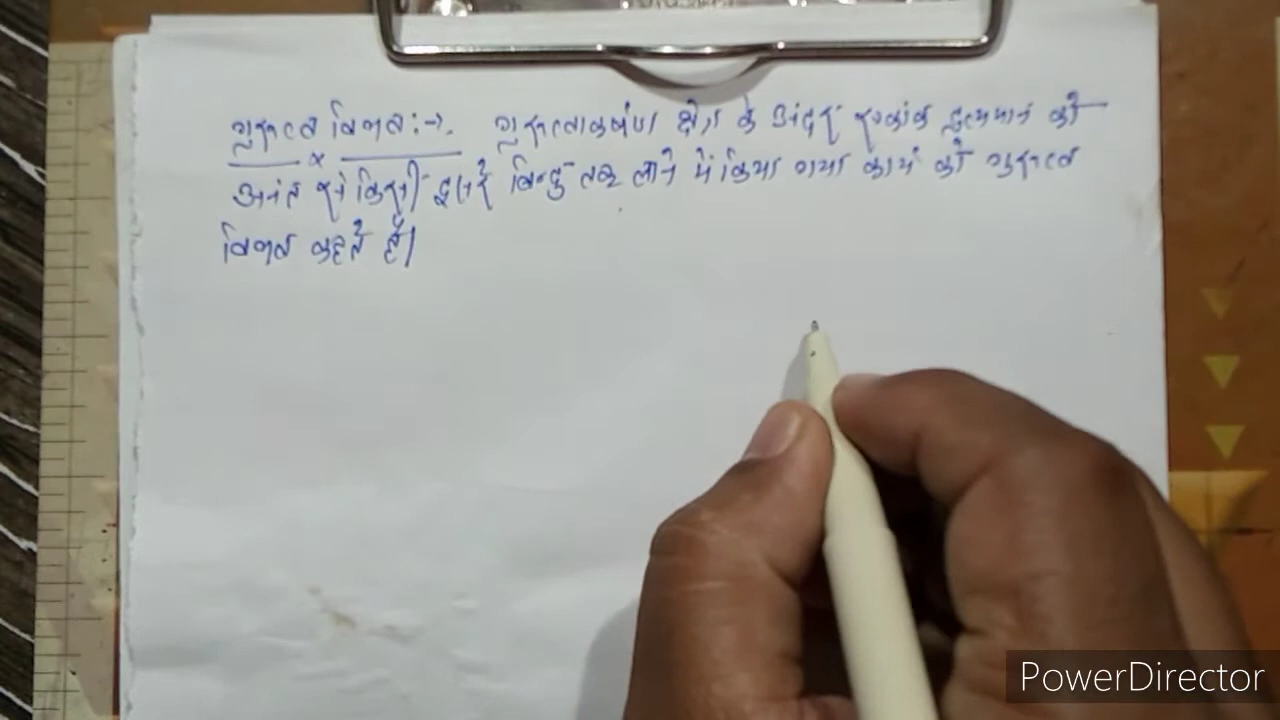 गुरुत्व विभव :→. गुरुत्वाकर्षण क्षेत्र के अंदर एकांक द्रव्यमान को
अनंत से किसी दूसरे बिन्दु तक लाने में किया गया कार्य को गुरुत्व
विभव कहते हैं।
PowerDirector